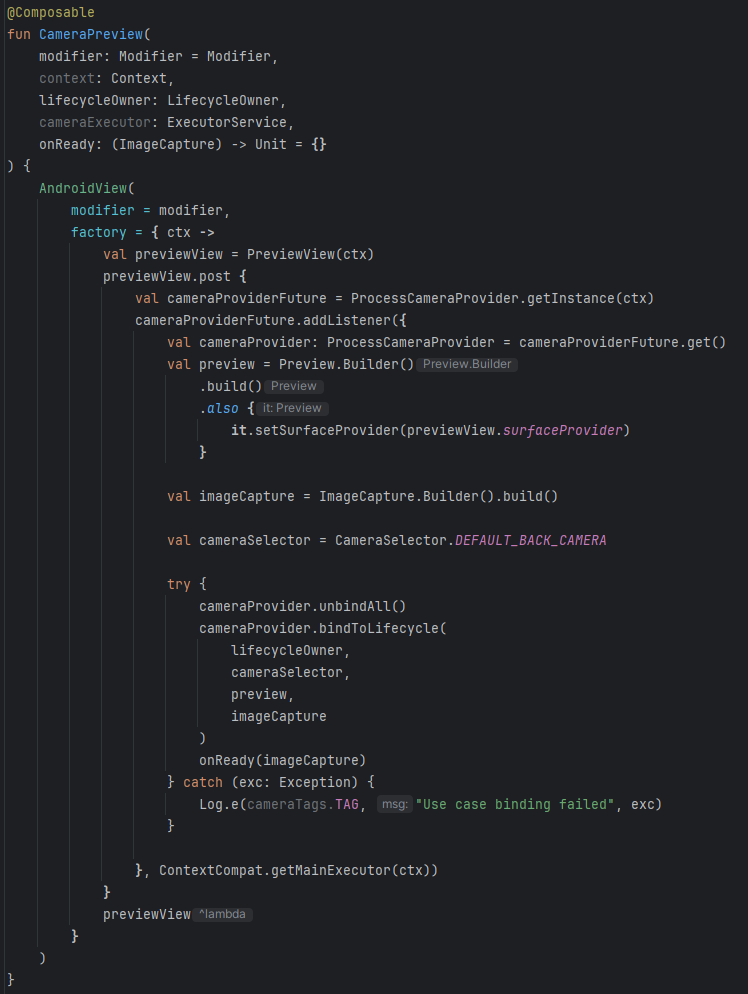 @Composable
fun CameraPreview(
    modifier: Modifier = Modifier,
    context: Context,
    lifecycleOwner: LifecycleOwner,
    cameraExecutor: ExecutorService,
    onReady: (ImageCapture) -> Unit = {}
) {
    AndroidView(
        modifier = modifier,
        factory = { ctx ->
            val previewView = PreviewView(ctx)
            previewView.post {
                val cameraProviderFuture = ProcessCameraProvider.getInstance(ctx)
                cameraProviderFuture.addListener({
                    val cameraProvider: ProcessCameraProvider = cameraProviderFuture.get()
                    val preview = Preview.Builder() Preview.Builder
                        .build() Preview
                        .also { it: Preview
                            it.setSurfaceProvider(previewView.surfaceProvider)
                        }

                    val imageCapture = ImageCapture.Builder().build()

                    val cameraSelector = CameraSelector.DEFAULT_BACK_CAMERA

                    try {
                        cameraProvider.unbindAll()
                        cameraProvider.bindToLifecycle(
                            lifecycleOwner,
                            cameraSelector,
                            preview,
                            imageCapture
                        )
                        onReady(imageCapture)
                    } catch (exc: Exception) {
                        Log.e(cameraTags.TAG, msg: "Use case binding failed", exc)
                    }

                }, ContextCompat.getMainExecutor(ctx))
            }
            previewView ^lambda
        }
    )
}